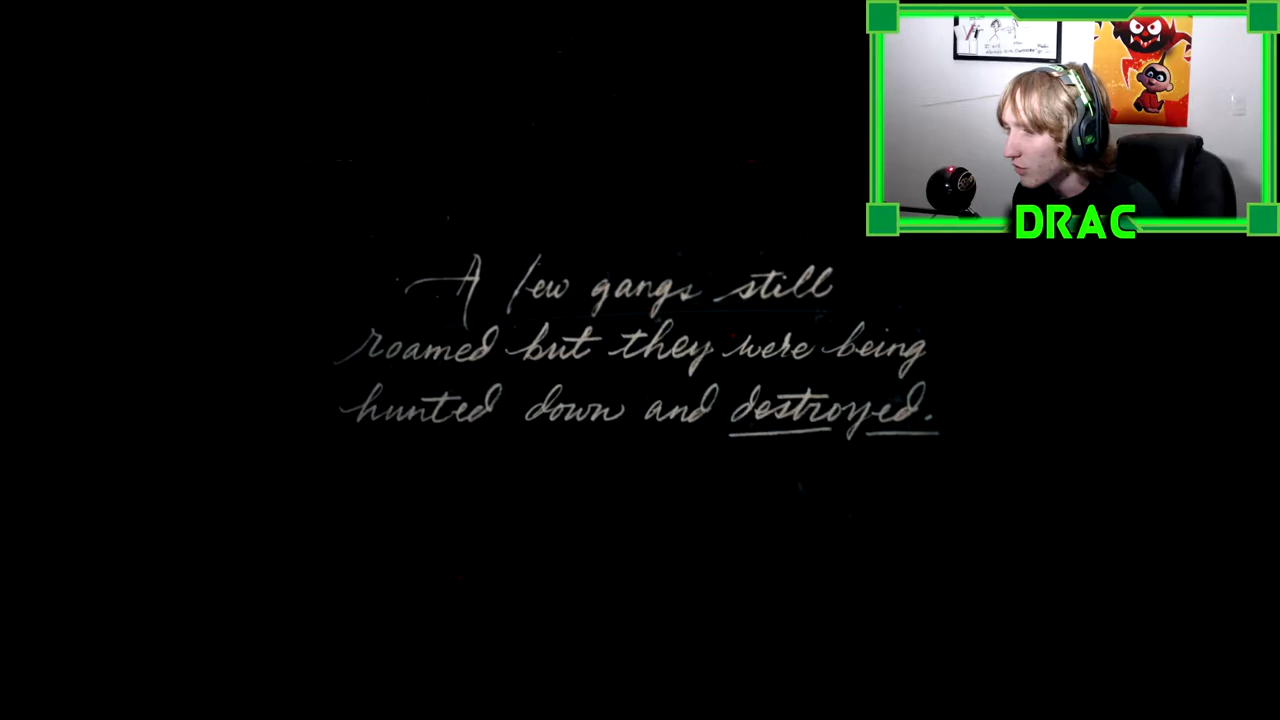 DRAC
A few gangs still
roamed but they were being
hunted down and destroyed.